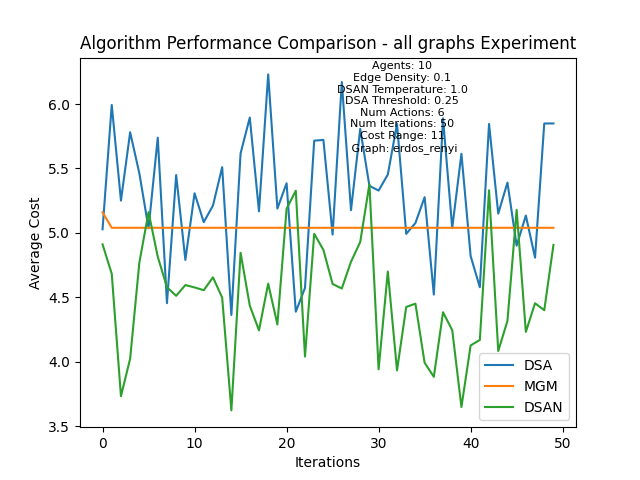 Algorithm Performance Comparison - all graphs Experiment
Agents: 10
Edge Density: 0.1
DSAN Temperature: 1.0
DSA Threshold: 0.25
Num Actions: 6
Num Iterations: 50
Cost Range: 11
Graph: erdos_renyi
Average Cost
6.0
5.5
5.0
4.5
4.0
3.5
0
10
20
30
40
50
Iterations
DSA
MGM
DSAN